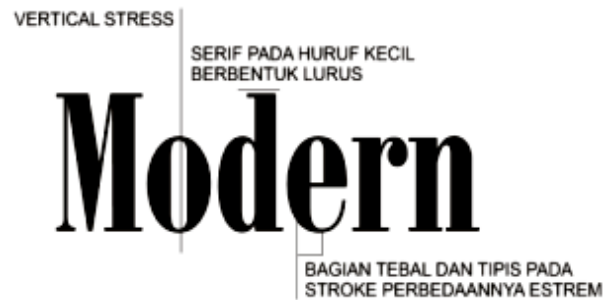 VERTICAL STRESS
SERIF PADA HURUF KECIL
BERBENTUK LURUS
Modern
BAGIAN TEBAL DAN TIPIS PADA
STROKE PERBEDAANNYA ESTREM